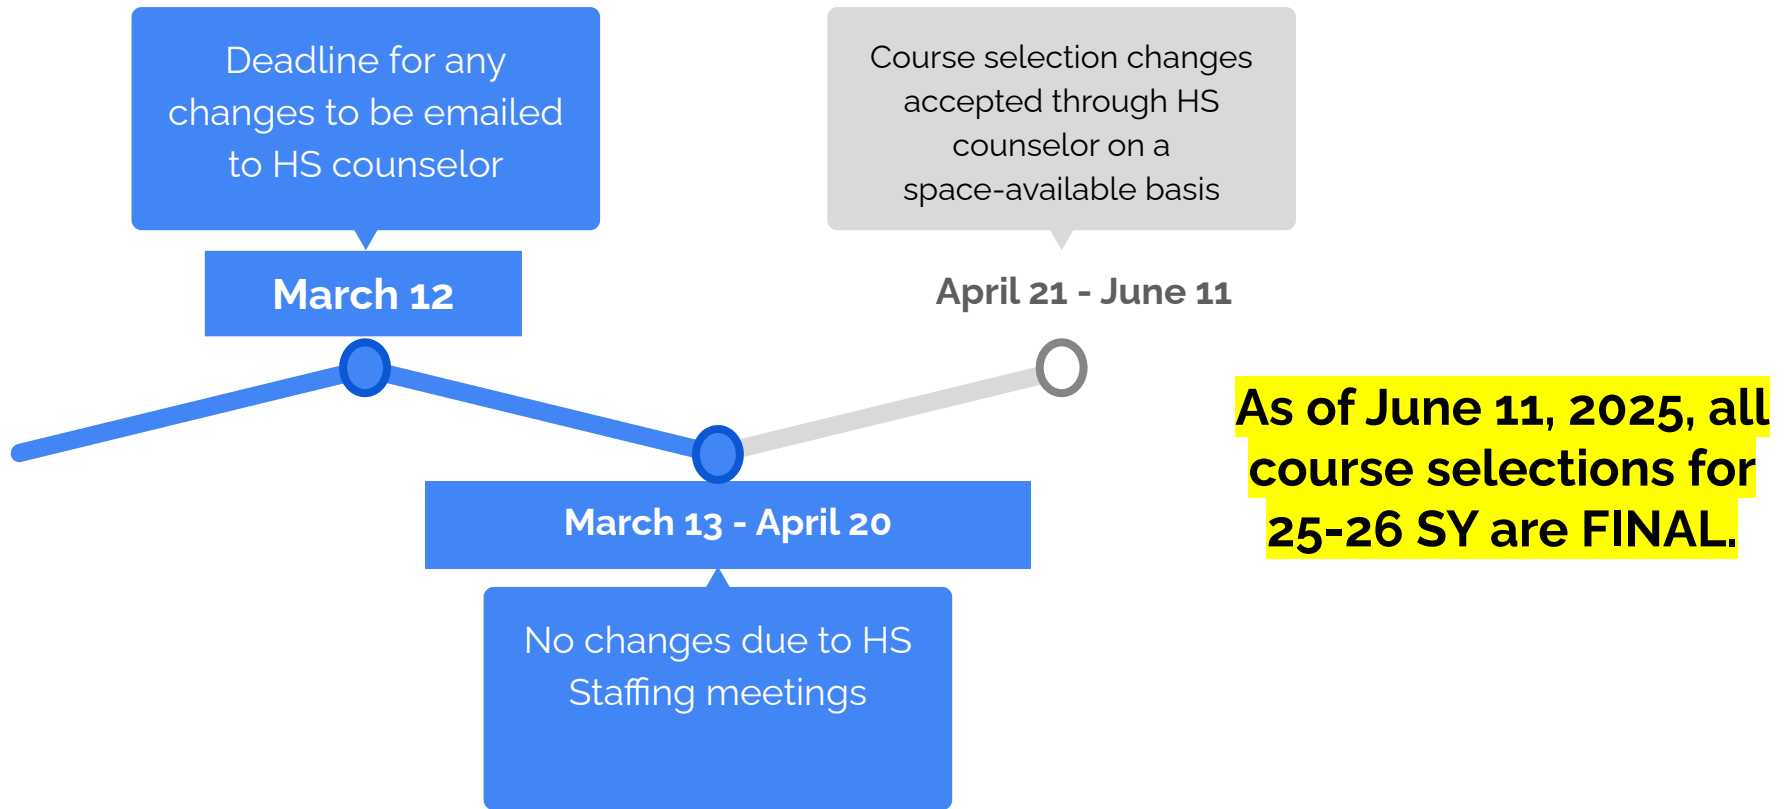 Deadline for any
changes to be emailed
to HS counselor
March 12
March 13 - April 20
No changes due to HS
Staffing meetings
Course selection changes
accepted through HS
counselor on a
space-available basis
April 21 - June 11
As of June 11, 2025, all
course selections for
25-26 SY are FINAL.